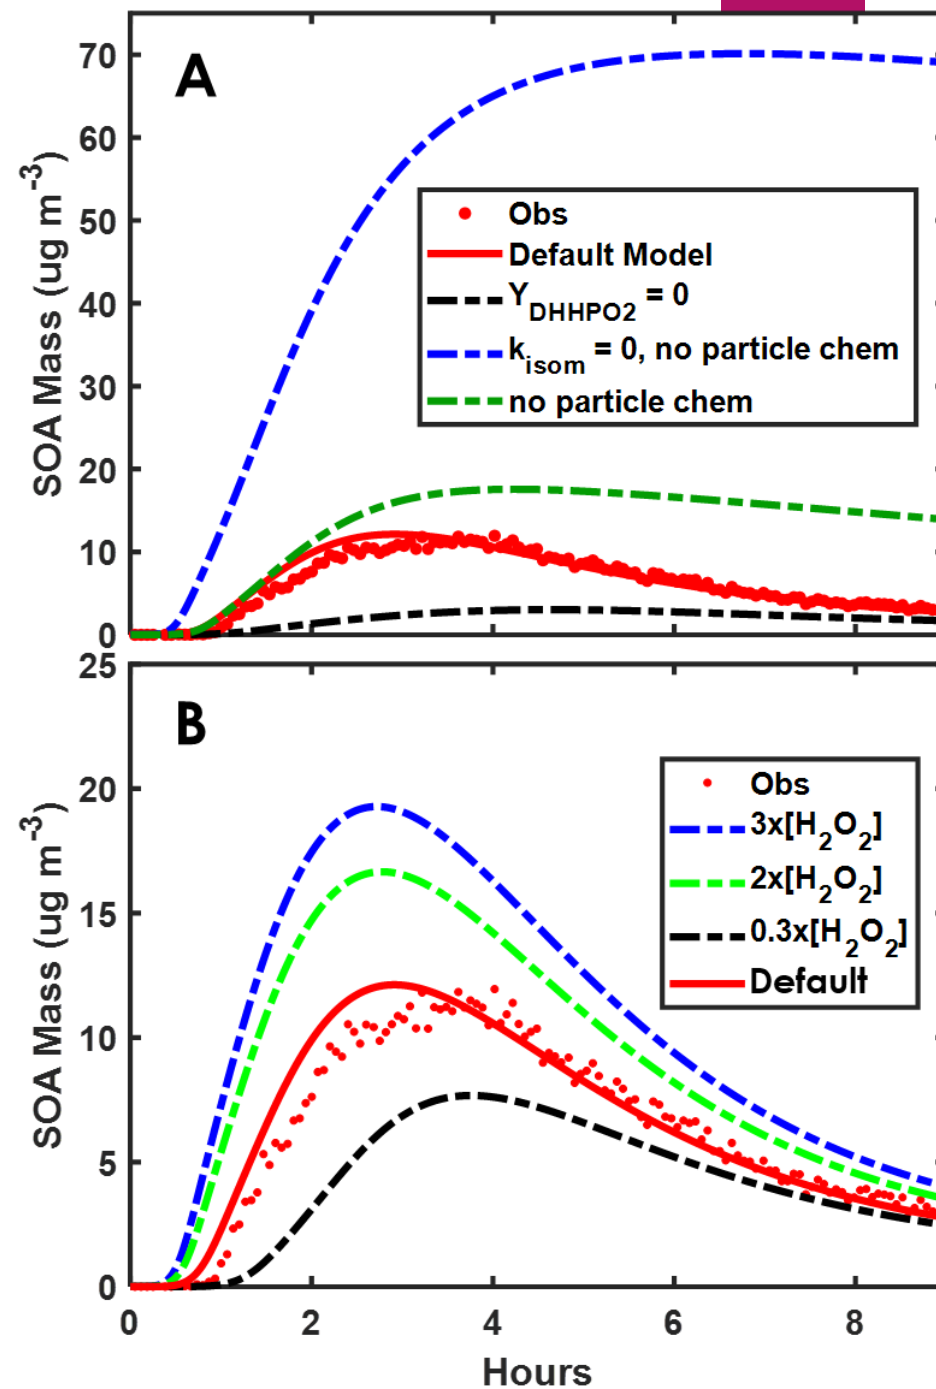 A
SOA Mass (ug m⁻³)
70
60
50
40
30
20
10
0
Obs
Default Model
Y_DHHPO2 = 0
k_isom = 0, no particle chem
no particle chem
B
SOA Mass (ug m⁻³)
25
20
15
10
5
0
Obs
3x[H₂O₂]
2x[H₂O₂]
0.3x[H₂O₂]
Default
0 2 4 6 8
Hours